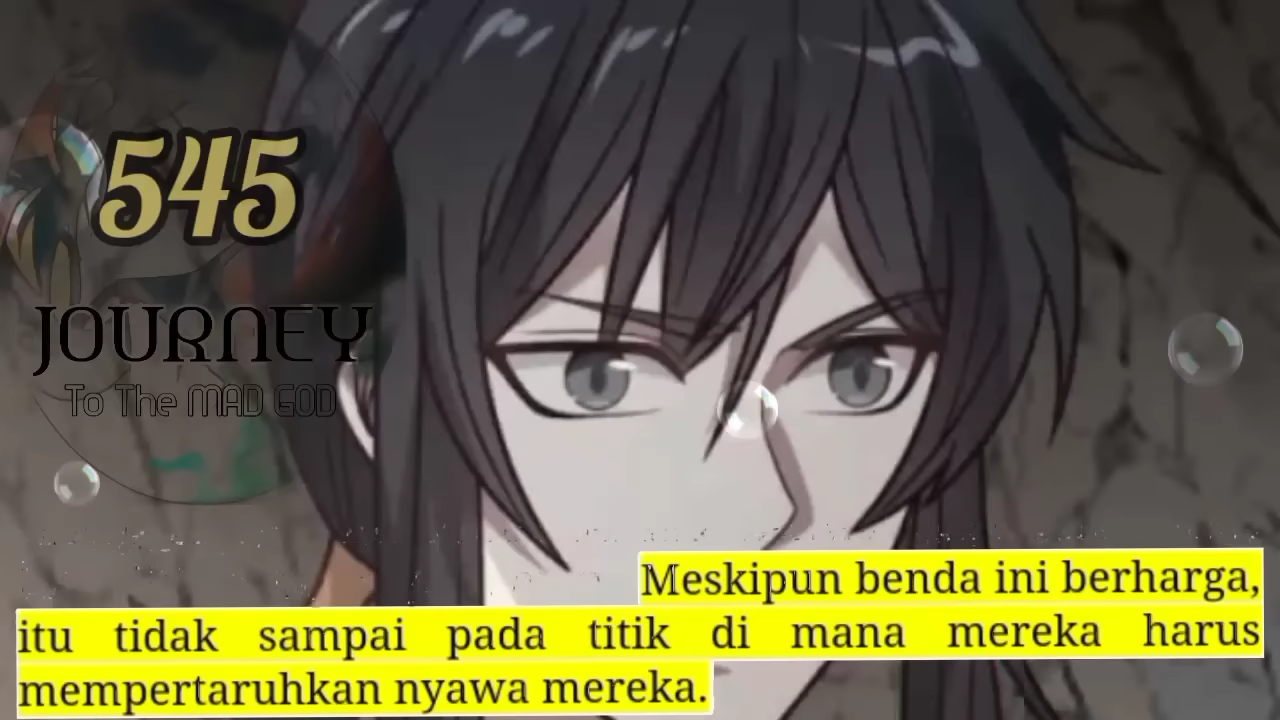 545
JOURNEY
To The MAD GOD
Meskipun benda ini berharga,
itu tidak sampai pada titik di mana mereka harus
mempertaruhkan nyawa mereka.